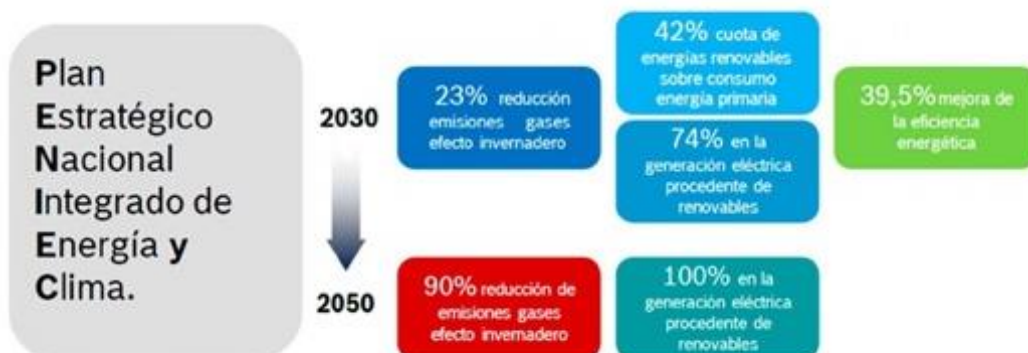 Plan
Estratégico
Nacional
Integrado de
Energía y
Clima.
2030
23% reducción
emisiones gases
efecto invernadero
42% cuota de
energías renovables
sobre consumo
energía primaria
74% en la
generación eléctrica
procedente de
renovables
39,5% mejora de
la eficiencia
energética
2050
90% reducción de
emisiones gases
efecto invernadero
100% en la
generación eléctrica
procedente de
renovables